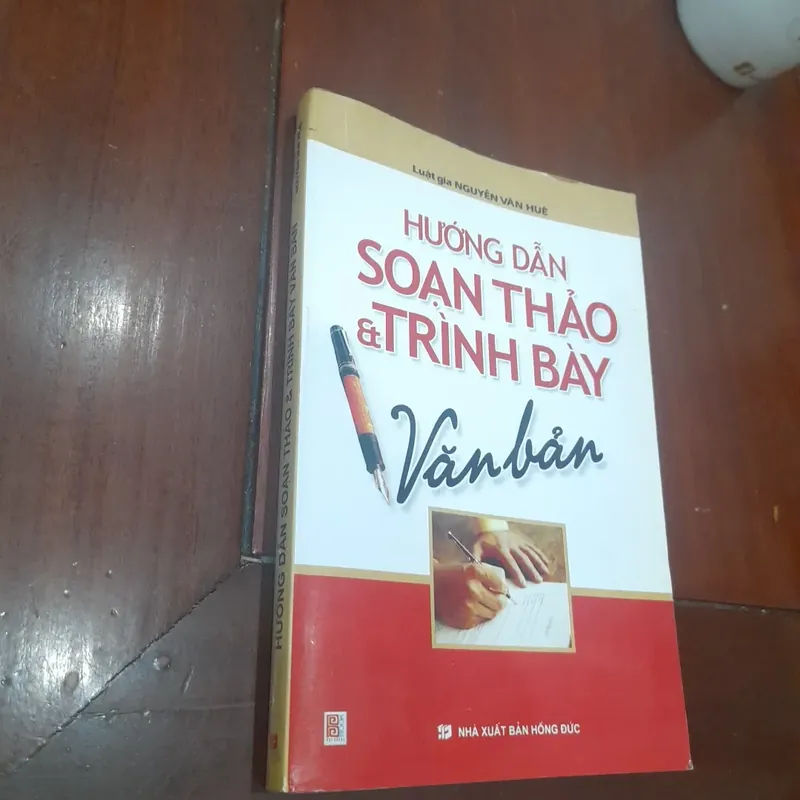 Luật gia NGUYỄN VĂN HUÊ
HƯỚNG DẪN
SOẠN THẢO
& TRÌNH BÀY
Văn bản
NHÀ XUẤT BẢN HỒNG ĐỨC
HƯỚNG DẪN SOẠN THẢO & TRÌNH BÀY VĂN BẢN